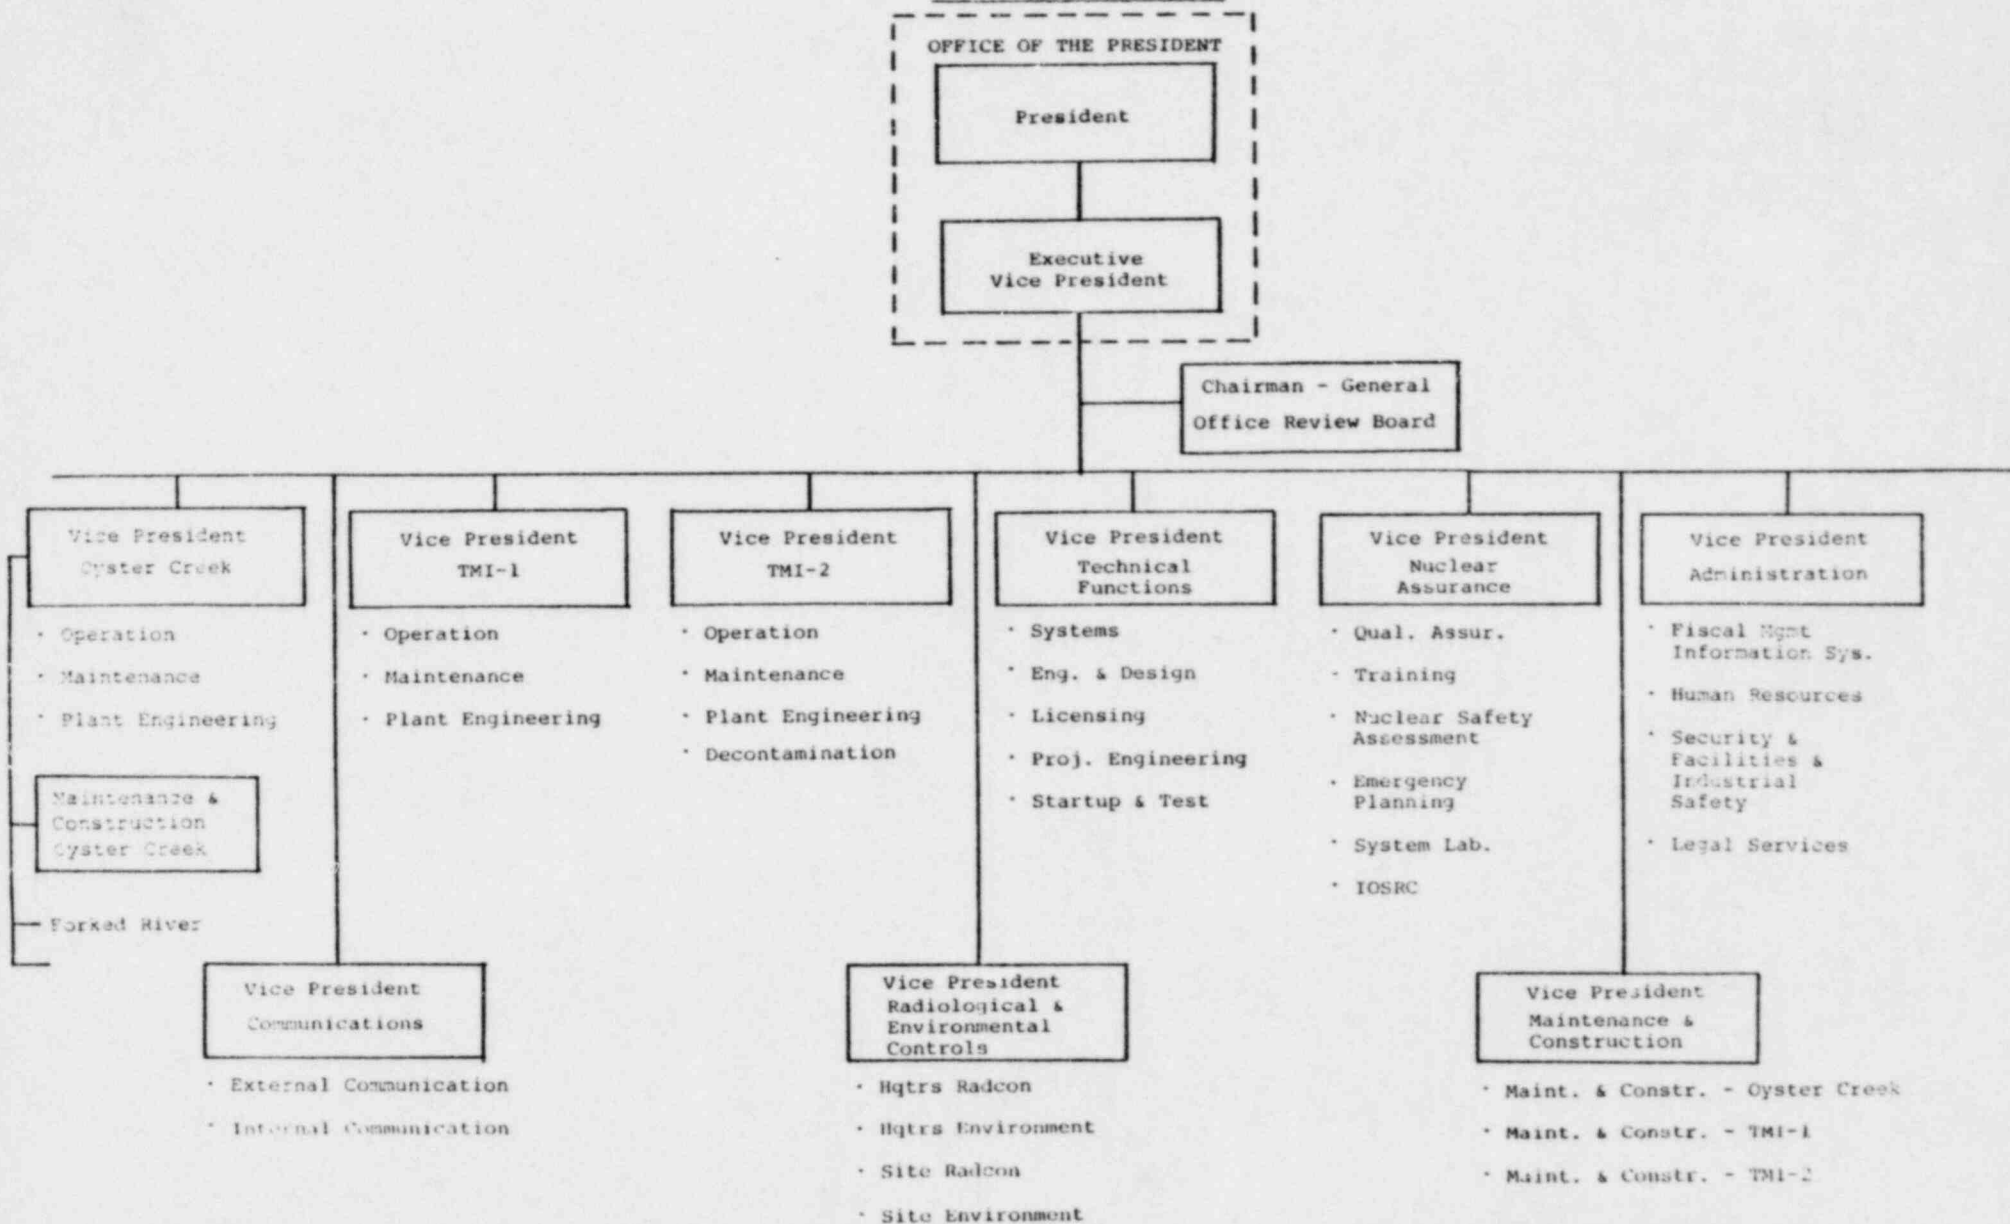 OFFICE OF THE PRESIDENT
President
Executive
Vice President
Chairman - General
Office Review Board
Vice President
Oyster Creek
· Operation
· Maintenance
· Plant Engineering
Maintenance &
Construction
Oyster Creek
Forked River
Vice President
TMI-1
· Operation
· Maintenance
· Plant Engineering
Vice President
TMI-2
· Operation
· Maintenance
· Plant Engineering
· Decontamination
Vice President
Technical
Functions
· Systems
· Eng. & Design
· Licensing
· Proj. Engineering
· Startup & Test
Vice President
Nuclear
Assurance
· Qual. Assur.
- Training
· Nuclear Safety
Assessment
· Emergency
Planning
· System Lab.
· IOSRC
Vice President
Administration
· Fiscal Mgmt
Information Sys.
· Human Resources
· Security &
Facilities &
Industrial
Safety
· Legal Services
Vice President
Communications
· External Communication
· Internal Communication
Vice President
Radiological &
Environmental
Controls
· Hqtrs Radcon
· Hqtrs Environment
· Site Radcon
· Site Environment
Vice President
Maintenance &
Construction
· Maint. & Constr. - Oyster Creek
· Maint. & Constr. - TMI-1
· Maint. & Constr. - TMI-2